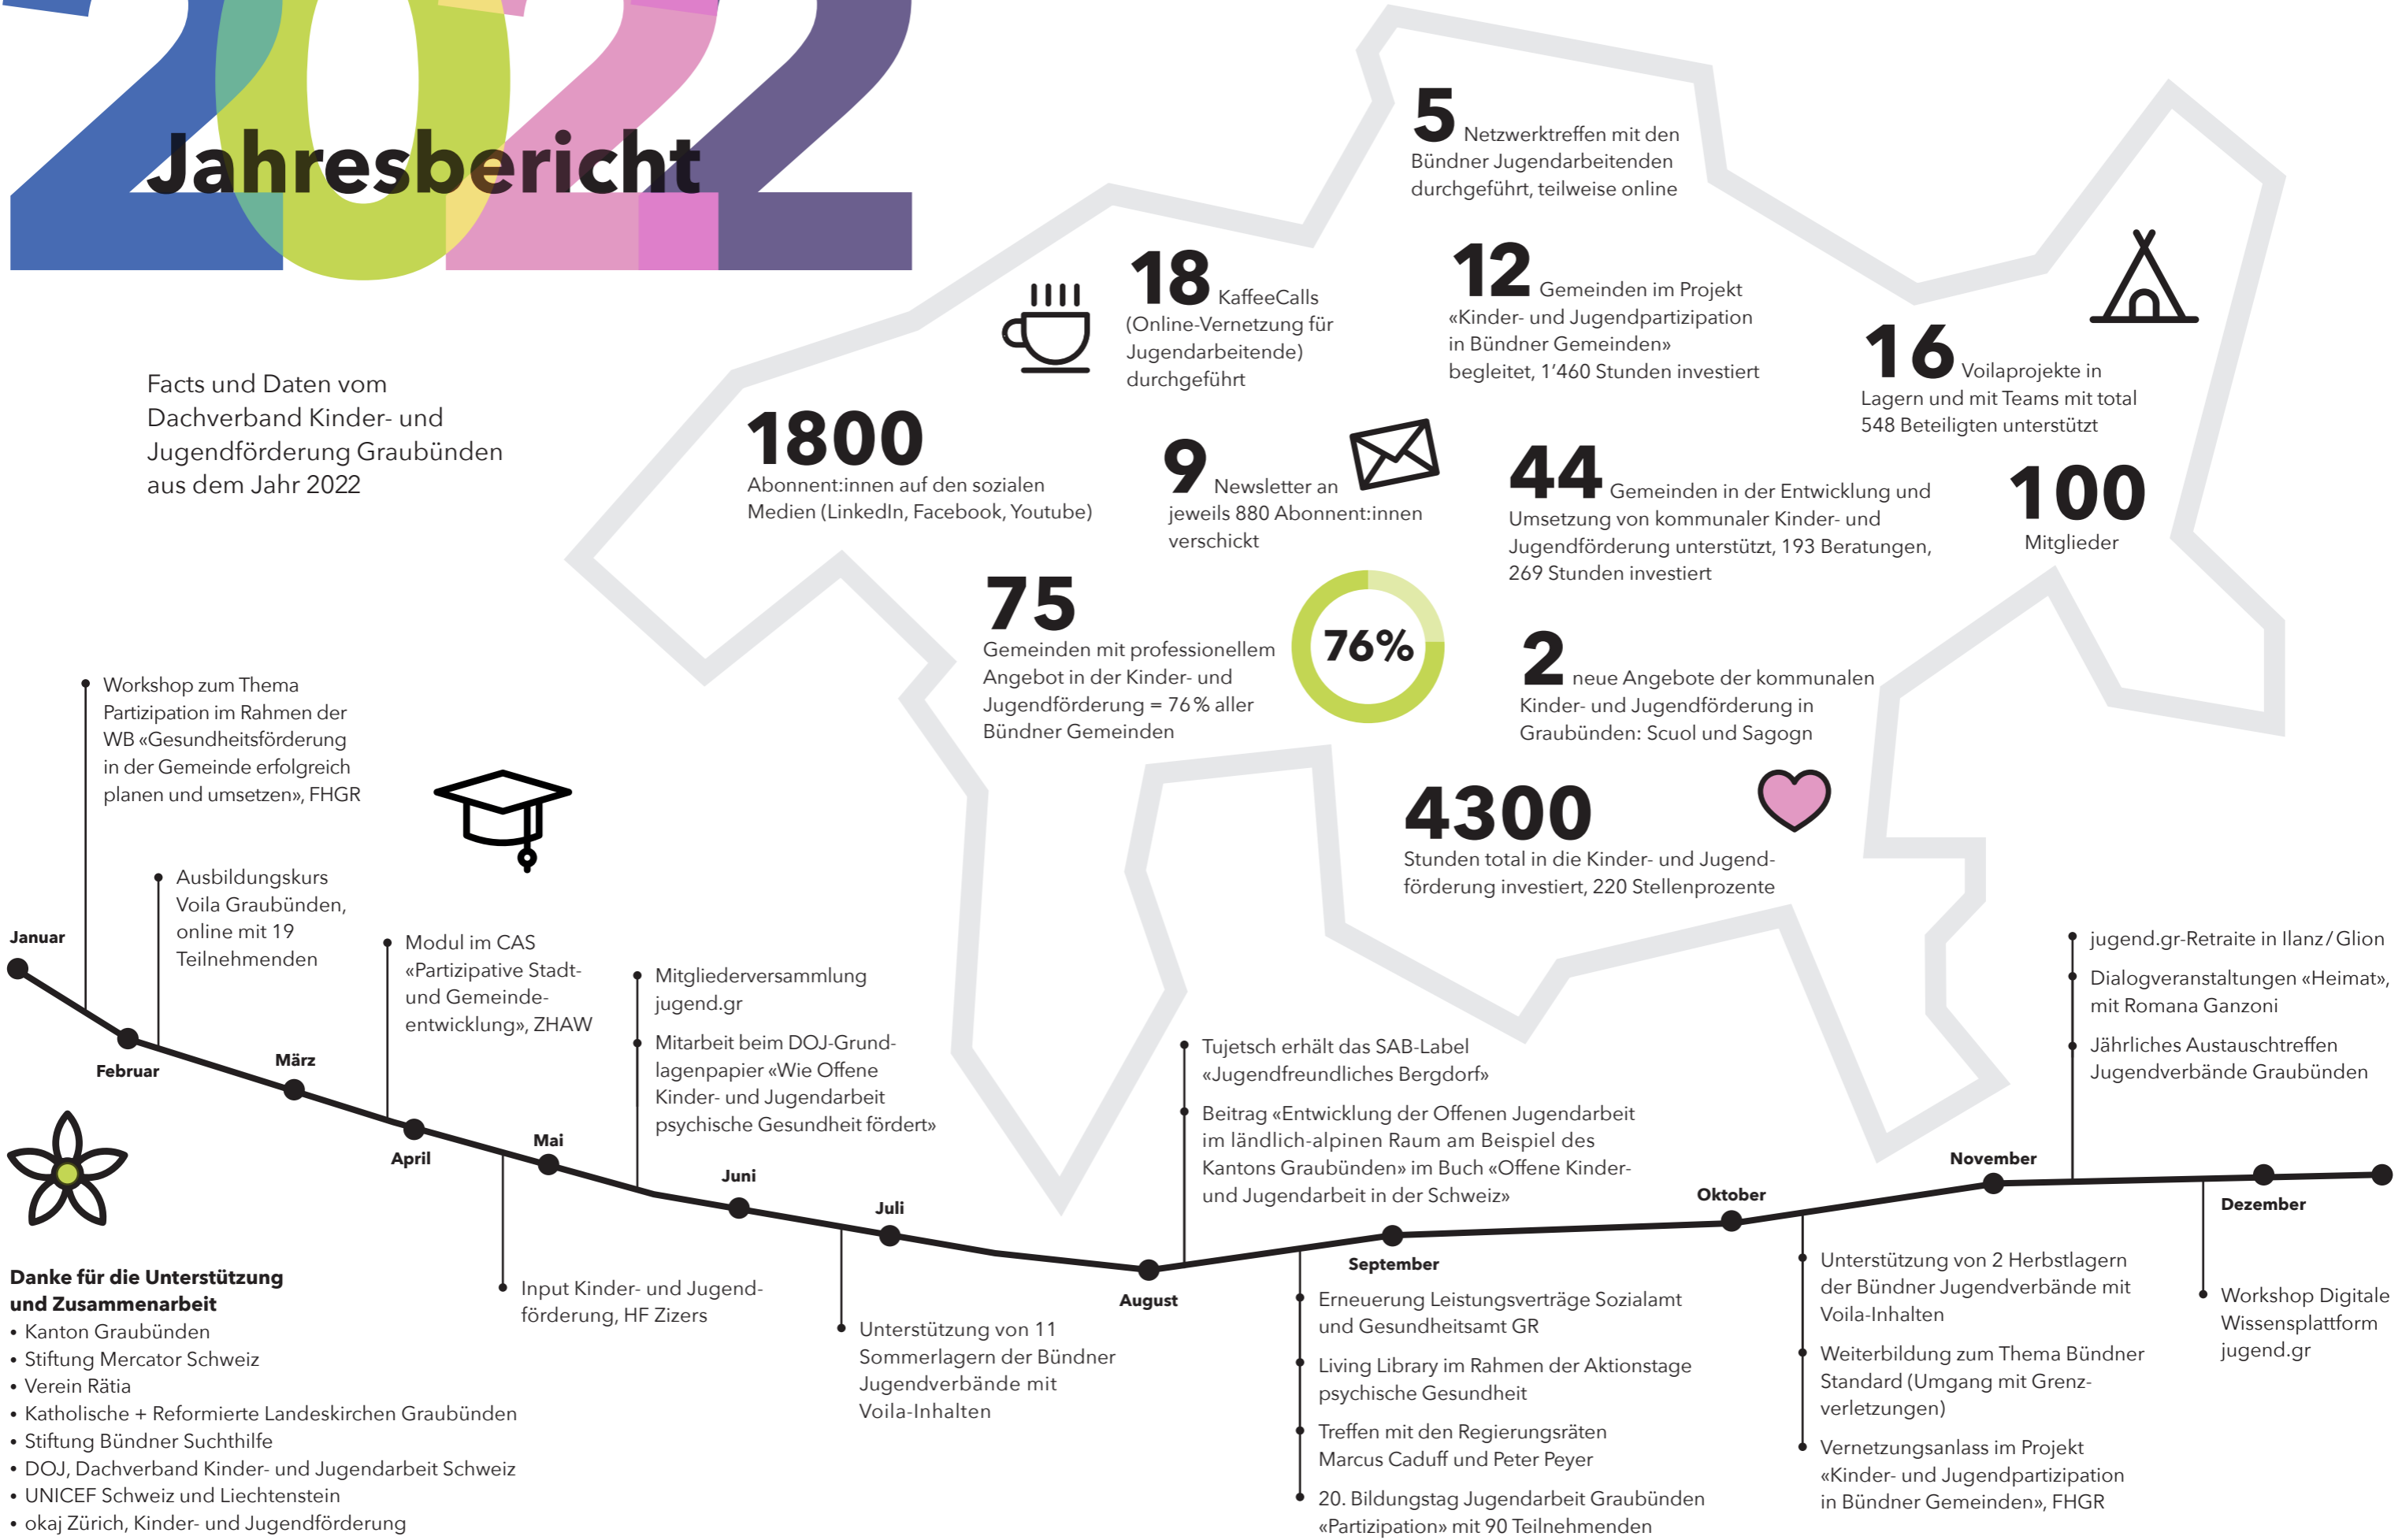 2022
Jahresbericht
Facts und Daten vom
Dachverband Kinder- und
Jugendförderung Graubünden
aus dem Jahr 2022
5 Netzwerktreffen mit den
Bündner Jugendarbeitenden
durchgeführt, teilweise online
18 KaffeeCalls
(Online-Vernetzung für
Jugendarbeitende)
durchgeführt
12 Gemeinden im Projekt
«Kinder- und Jugendpartizipation
in Bündner Gemeinden»
begleitet, 1’460 Stunden investiert
16 Voilaprojekte in
Lagern und mit Teams mit total
548 Beteiligten unterstützt
1800
Abonnent:innen auf den sozialen
Medien (LinkedIn, Facebook, Youtube)
9 Newsletter an
jeweils 880 Abonnent:innen
verschickt
44 Gemeinden in der Entwicklung und
Umsetzung von kommunaler Kinder- und
Jugendförderung unterstützt, 193 Beratungen,
269 Stunden investiert
100
Mitglieder
75
Gemeinden mit professionellem
Angebot in der Kinder- und
Jugendförderung = 76 % aller
Bündner Gemeinden
76%
2 neue Angebote der kommunalen
Kinder- und Jugendförderung in
Graubünden: Scuol und Sagogn
4300
Stunden total in die Kinder- und Jugend-
förderung investiert, 220 Stellenprozente
Januar
Workshop zum Thema
Partizipation im Rahmen der
WB «Gesundheitsförderung
in der Gemeinde erfolgreich
planen und umsetzen», FHGR
Februar
Ausbildungskurs
Voila Graubünden,
online mit 19
Teilnehmenden
März
Modul im CAS
«Partizipative Stadt-
und Gemeinde-
entwicklung», ZHAW
April
Input Kinder- und Jugend-
förderung, HF Zizers
Mai
Mitgliederversammlung
jugend.gr
Mitarbeit beim DOJ-Grund-
lagenpapier «Wie Offene
Kinder- und Jugendarbeit
psychische Gesundheit fördert»
Juni
Unterstützung von 11
Sommerlagern der Bündner
Jugendverbände mit
Voila-Inhalten
Juli
August
Tujetsch erhält das SAB-Label
«Jugendfreundliches Bergdorf»
Beitrag «Entwicklung der Offenen Jugendarbeit
im ländlich-alpinen Raum am Beispiel des
Kantons Graubünden» im Buch «Offene Kinder-
und Jugendarbeit in der Schweiz»
September
Erneuerung Leistungsverträge Sozialamt
und Gesundheitsamt GR
Living Library im Rahmen der Aktionstage
psychische Gesundheit
Treffen mit den Regierungsräten
Marcus Caduff und Peter Peyer
20. Bildungstag Jugendarbeit Graubünden
«Partizipation» mit 90 Teilnehmenden
Oktober
Unterstützung von 2 Herbstlagern
der Bündner Jugendverbände mit
Voila-Inhalten
Weiterbildung zum Thema Bündner
Standard (Umgang mit Grenz-
verletzungen)
Vernetzungsanlass im Projekt
«Kinder- und Jugendpartizipation
in Bündner Gemeinden», FHGR
November
jugend.gr-Retraite in Ilanz / Glion
Dialogveranstaltungen «Heimat»,
mit Romana Ganzoni
Jährliches Austauschtreffen
Jugendverbände Graubünden
Dezember
Workshop Digitale
Wissensplattform
jugend.gr
Danke für die Unterstützung
und Zusammenarbeit
• Kanton Graubünden
• Stiftung Mercator Schweiz
• Verein Rätia
• Katholische + Reformierte Landeskirchen Graubünden
• Stiftung Bündner Suchthilfe
• DOJ, Dachverband Kinder- und Jugendarbeit Schweiz
• UNICEF Schweiz und Liechtenstein
• okaj Zürich, Kinder- und Jugendförderung